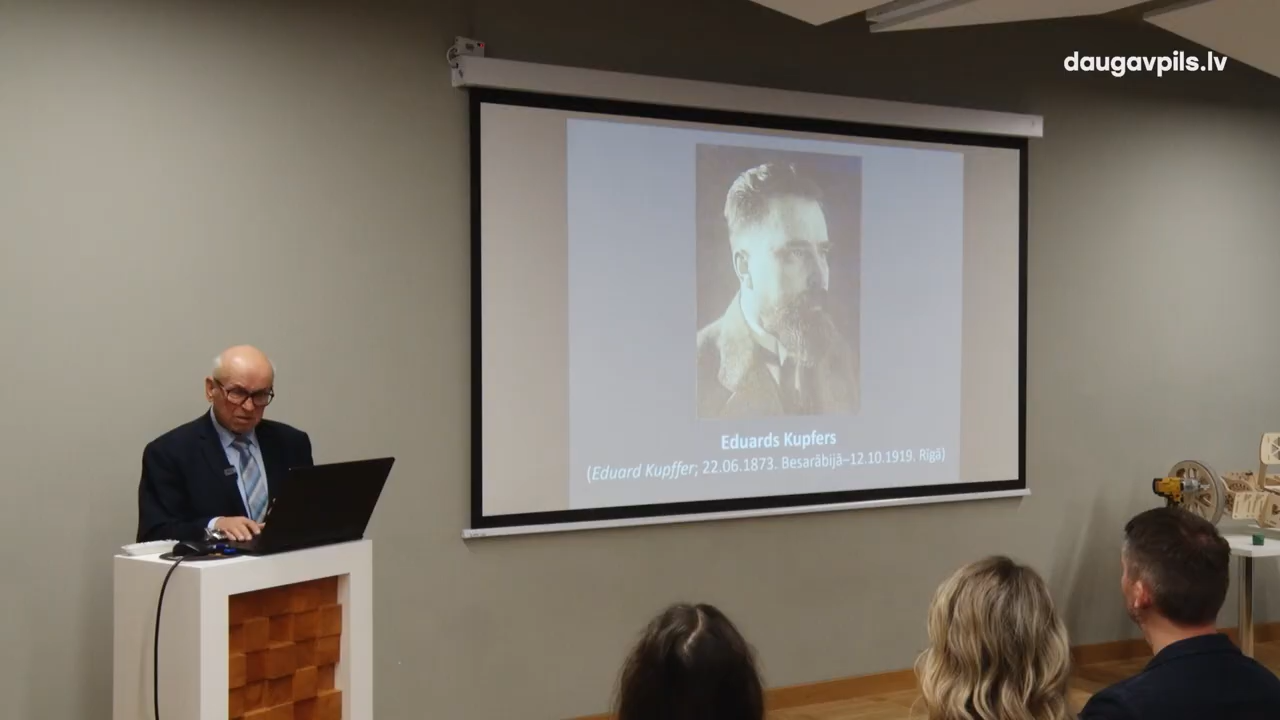 daugavpils.lv
Eduards Kupfers
(Eduard Kupffer; 22.06.1873. Besarābijā–12.10.1919. Rīgā)